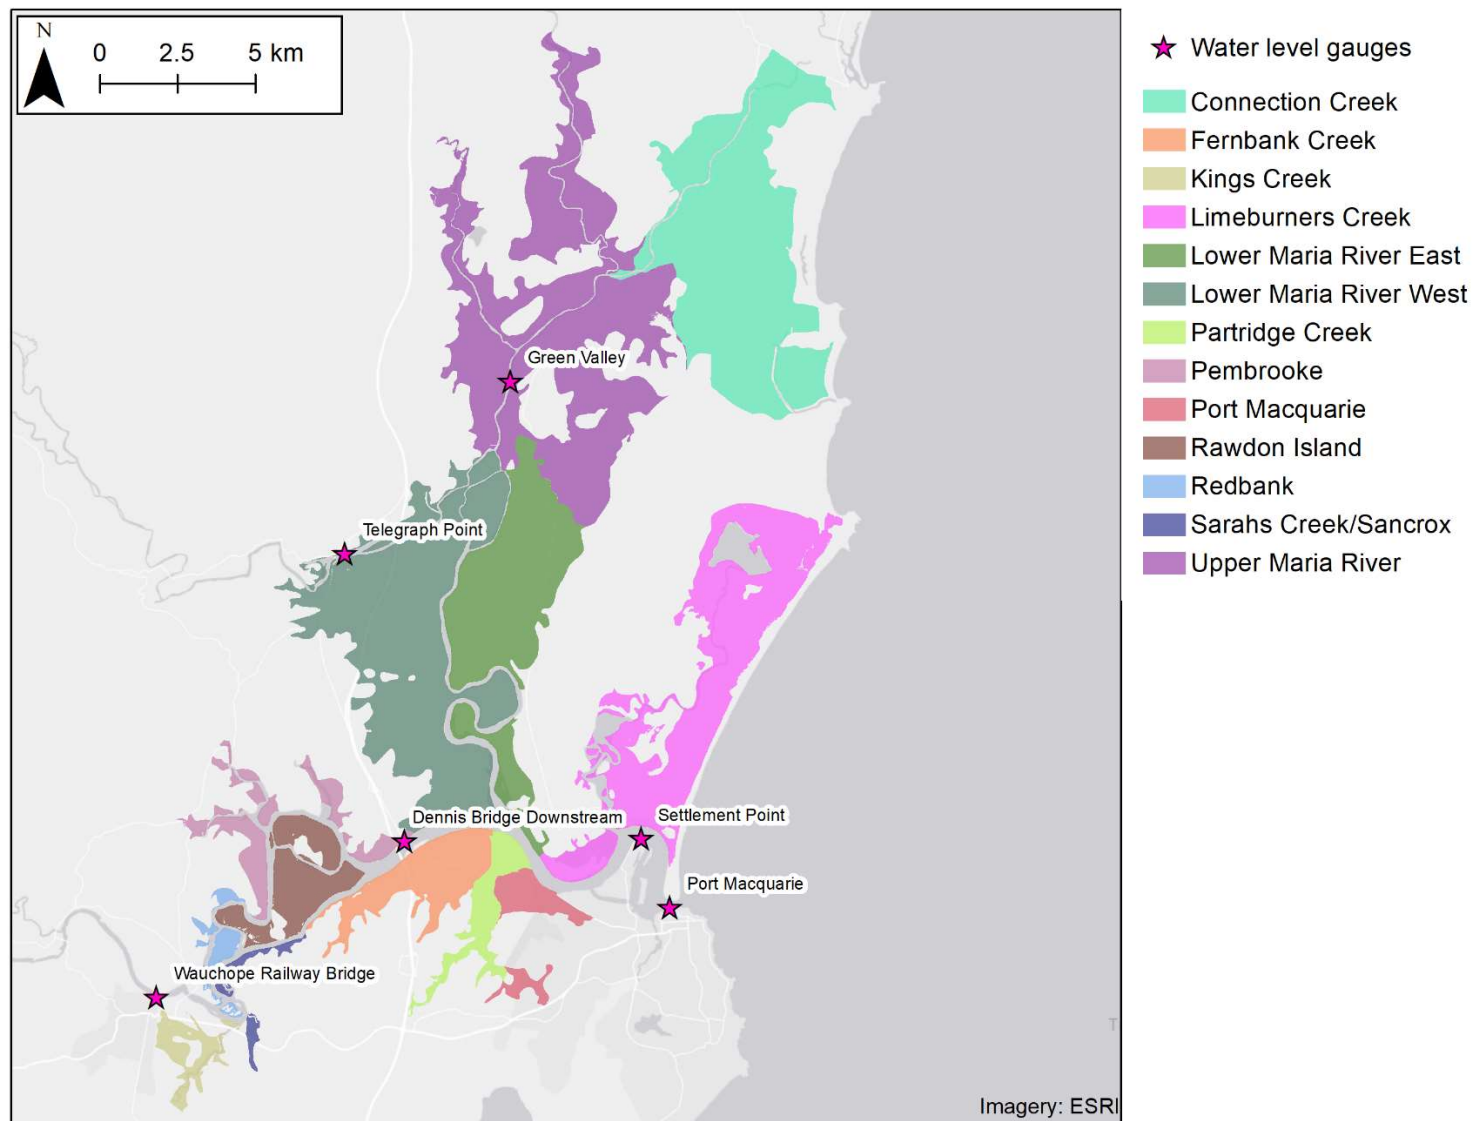 N
0 2.5 5 km
Water level gauges
Connection Creek
Fernbank Creek
Kings Creek
Limeburners Creek
Lower Maria River East
Lower Maria River West
Partridge Creek
Pembrooke
Port Macquarie
Rawdon Island
Redbank
Sarahs Creek/Sancrox
Upper Maria River
Green Valley
Telegraph Point
Dennis Bridge Downstream
Settlement Point
Port Macquarie
Wauchope Railway Bridge
T
Imagery: ESRI